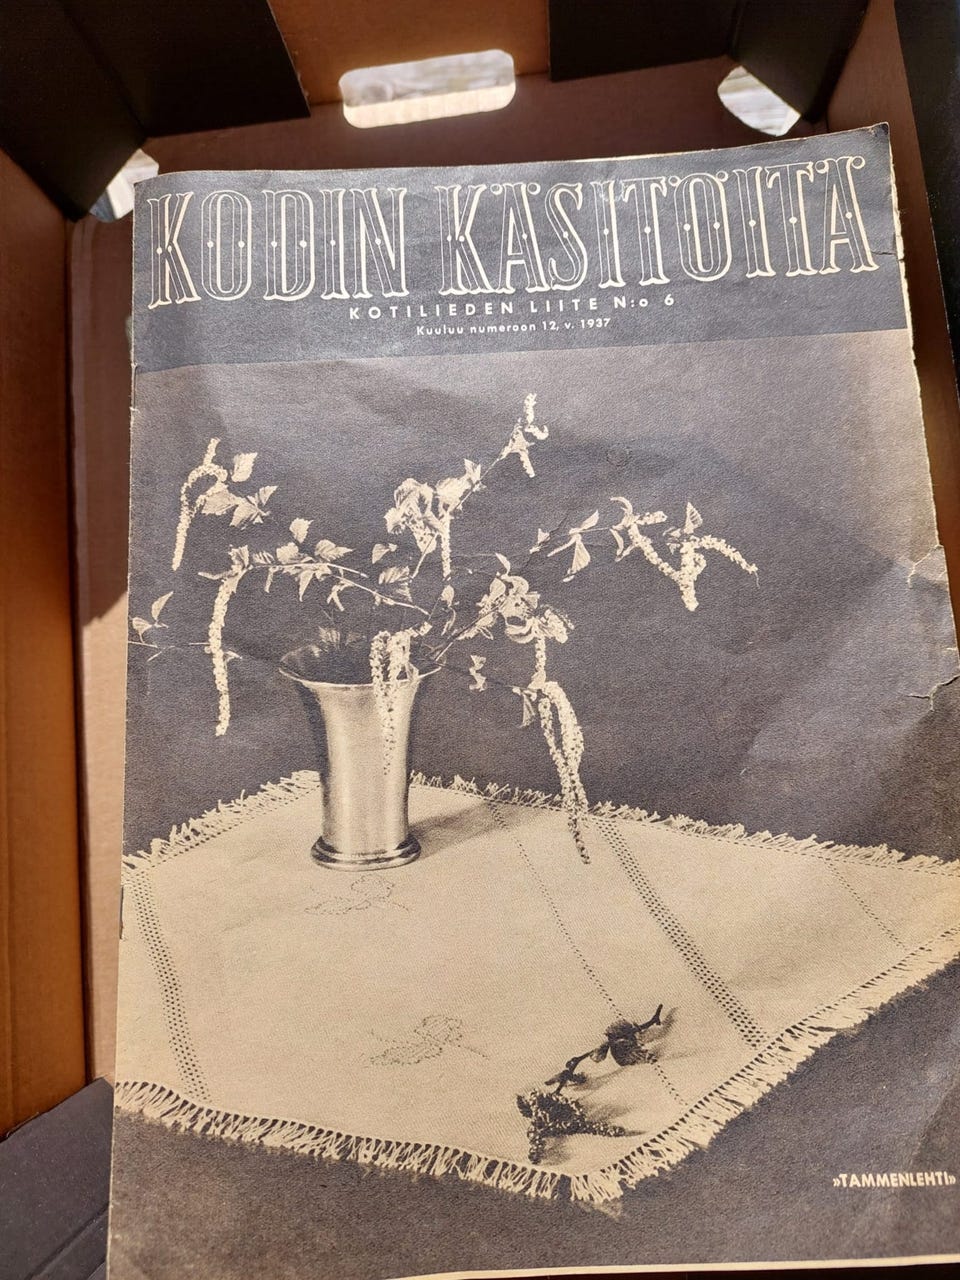 KODIN KÄSITÖITÄ
KOTILIEDEN LIITE N:o 6
Kuuluu numeroon 12, v. 1937
»TAMMENLEHTI»